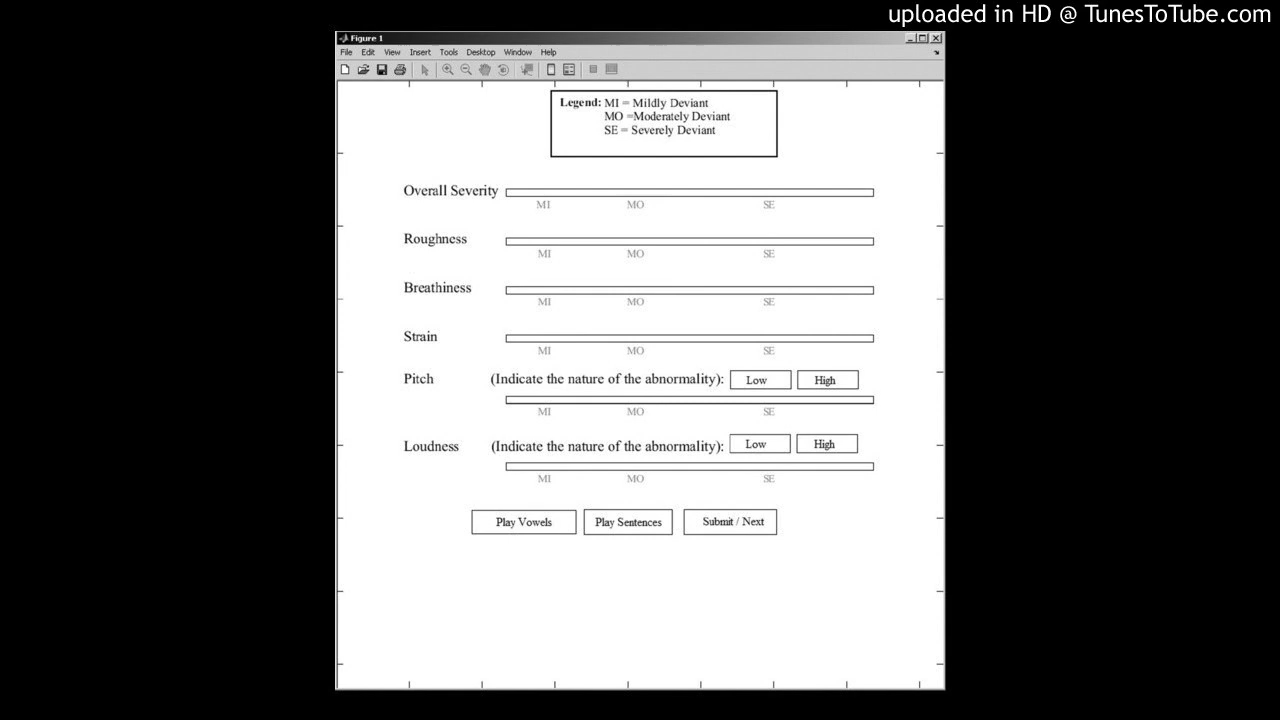 uploaded in HD @ TunesToTube.com
Figure 1
File Edit View Insert Tools Desktop Window Help
Legend: MI = Mildly Deviant
MO =Moderately Deviant
SE = Severely Deviant
Overall Severity
MI MO SE
Roughness
MI MO SE
Breathiness
MI MO SE
Strain
MI MO SE
Pitch (Indicate the nature of the abnormality): Low High
MI MO SE
Loudness (Indicate the nature of the abnormality): Low High
MI MO SE
Play Vowels Play Sentences Submit / Next